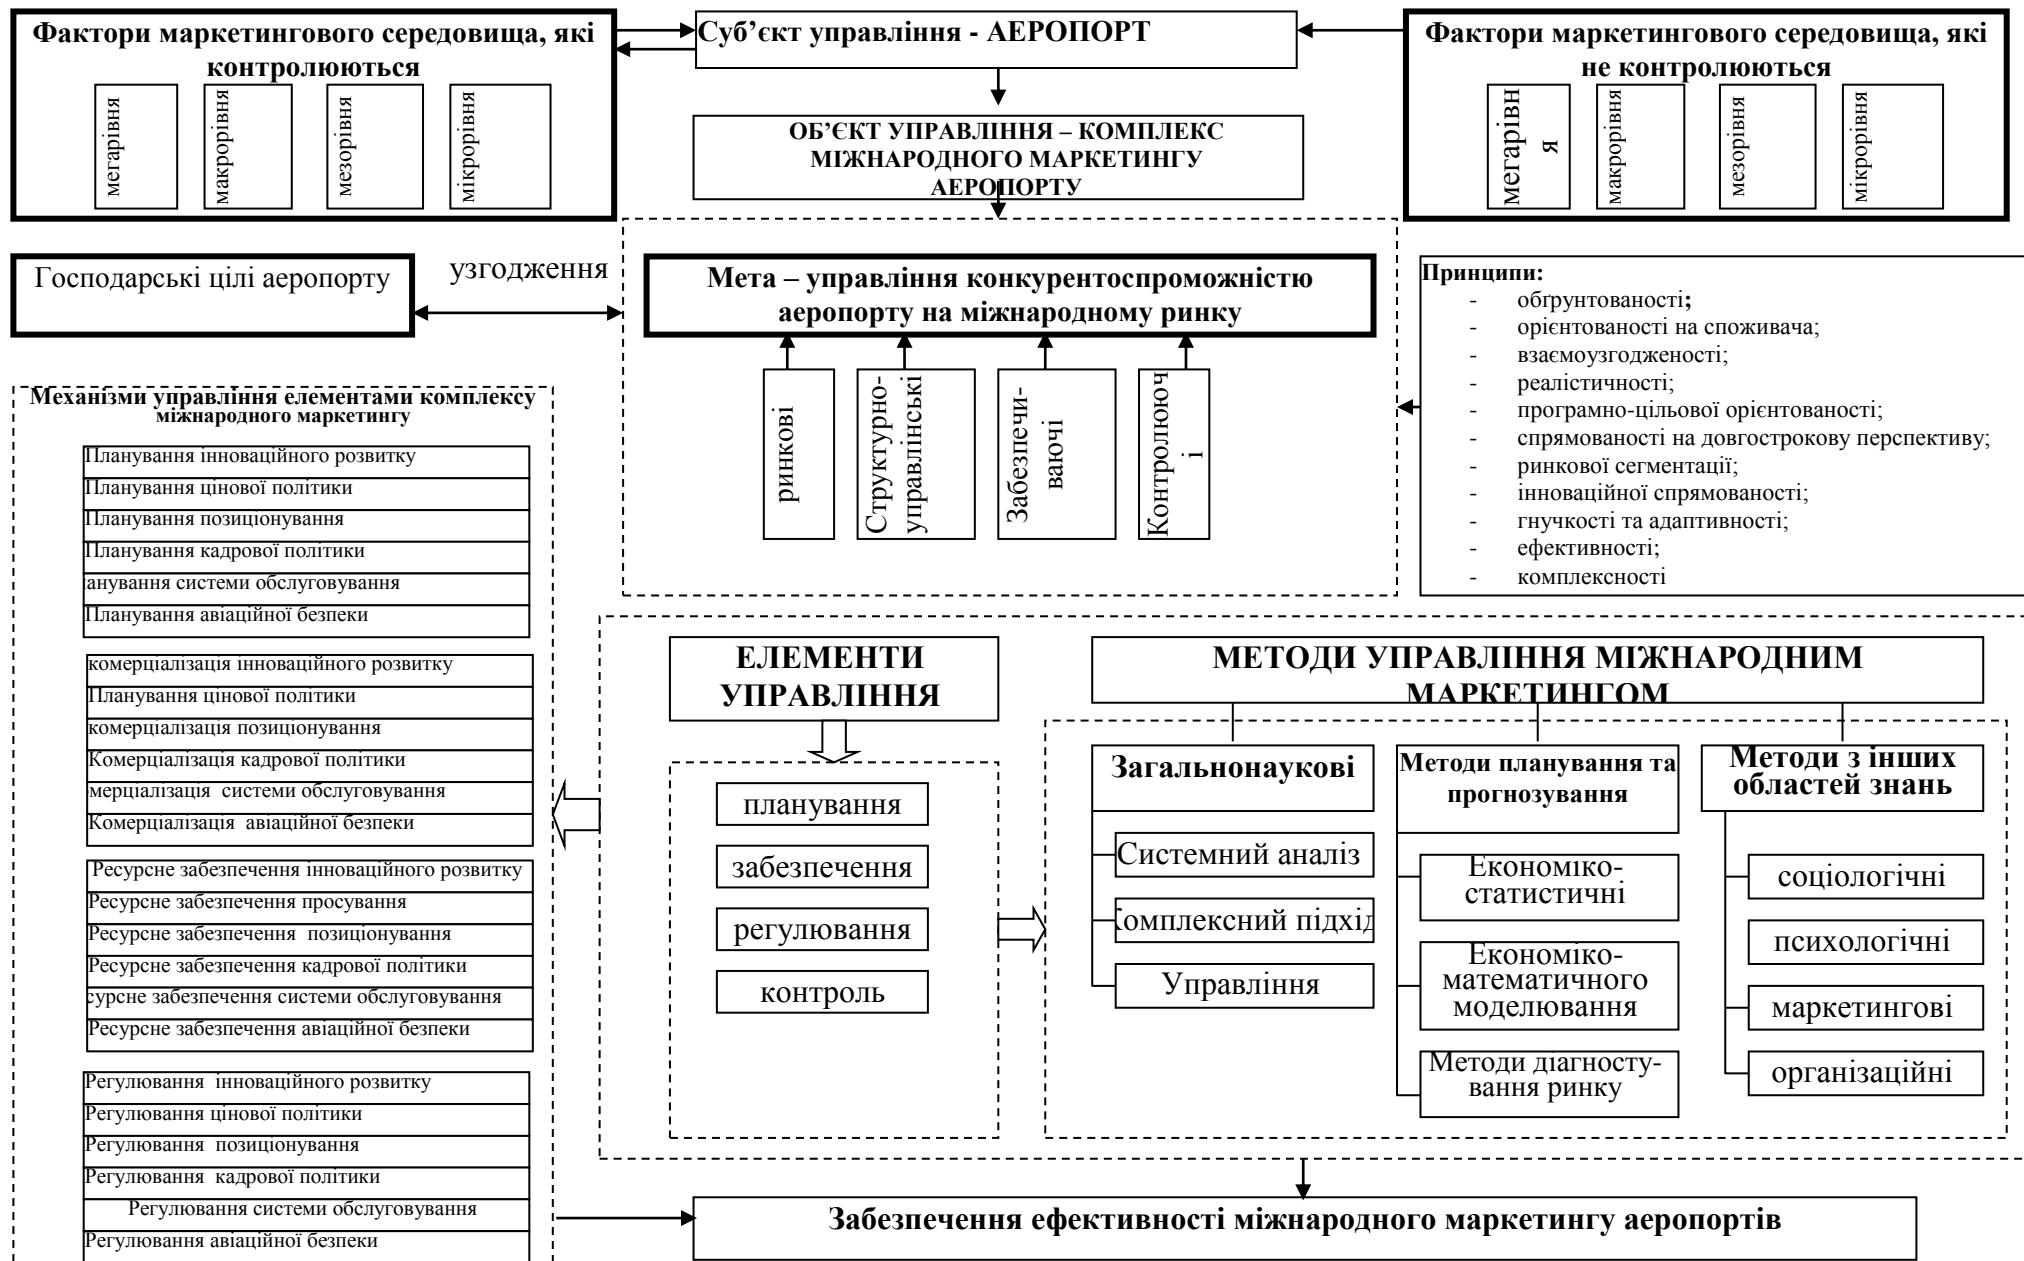 Фактори маркетингового середовища, які
контролюються
мегарівня
макрорівня
мезорівня
мікрорівня
Суб’єкт управління - АЕРОПОРТ
ОБ’ЄКТ УПРАВЛІННЯ – КОМПЛЕКС
МІЖНАРОДНОГО МАРКЕТИНГУ
АЕРОПОРТУ
Фактори маркетингового середовища, які
не контролюються
мегарівн
я
макрорівня
мезорівня
мікрорівня
Господарські цілі аеропорту
узгодження
Мета – управління конкурентоспроможністю
аеропорту на міжнародному ринку
ринкові
Структурно-
управлінські
Забезпечи-
ваючі
Контролююч
і
Принципи:
- обґрунтованості;
- орієнтованості на споживача;
- взаємоузгодженості;
- реалістичності;
- програмно-цільової орієнтованості;
- спрямованості на довгострокову перспективу;
- ринкової сегментації;
- інноваційної спрямованості;
- гнучкості та адаптивності;
- ефективності;
- комплексності
Механізми управління елементами комплексу
міжнародного маркетингу
Планування інноваційного розвитку
Планування цінової політики
Планування позиціонування
Планування кадрової політики
анування системи обслуговування
Планування авіаційної безпеки
комерціалізація інноваційного розвитку
Планування цінової політики
комерціалізація позиціонування
Комерціалізація кадрової політики
мерціалізація системи обслуговування
Комерціалізація авіаційної безпеки
Ресурсне забезпечення інноваційного розвитку
Ресурсне забезпечення просування
Ресурсне забезпечення позиціонування
Ресурсне забезпечення кадрової політики
сурсне забезпечення системи обслуговування
Ресурсне забезпечення авіаційної безпеки
Регулювання інноваційного розвитку
Регулювання цінової політики
Регулювання позиціонування
Регулювання кадрової політики
Регулювання системи обслуговування
Регулювання авіаційної безпеки
ЕЛЕМЕНТИ
УПРАВЛІННЯ
планування
забезпечення
регулювання
контроль
МЕТОДИ УПРАВЛІННЯ МІЖНАРОДНИМ
МАРКЕТИНГОМ
Загальнонаукові
Системний аналіз
Комплексний підхід
Управління
Методи планування та
прогнозування
Економіко-
статистичні
Економіко-
математичного
моделювання
Методи діагносту-
вання ринку
Методи з інших
областей знань
соціологічні
психологічні
маркетингові
організаційні
Забезпечення ефективності міжнародного маркетингу аеропортів